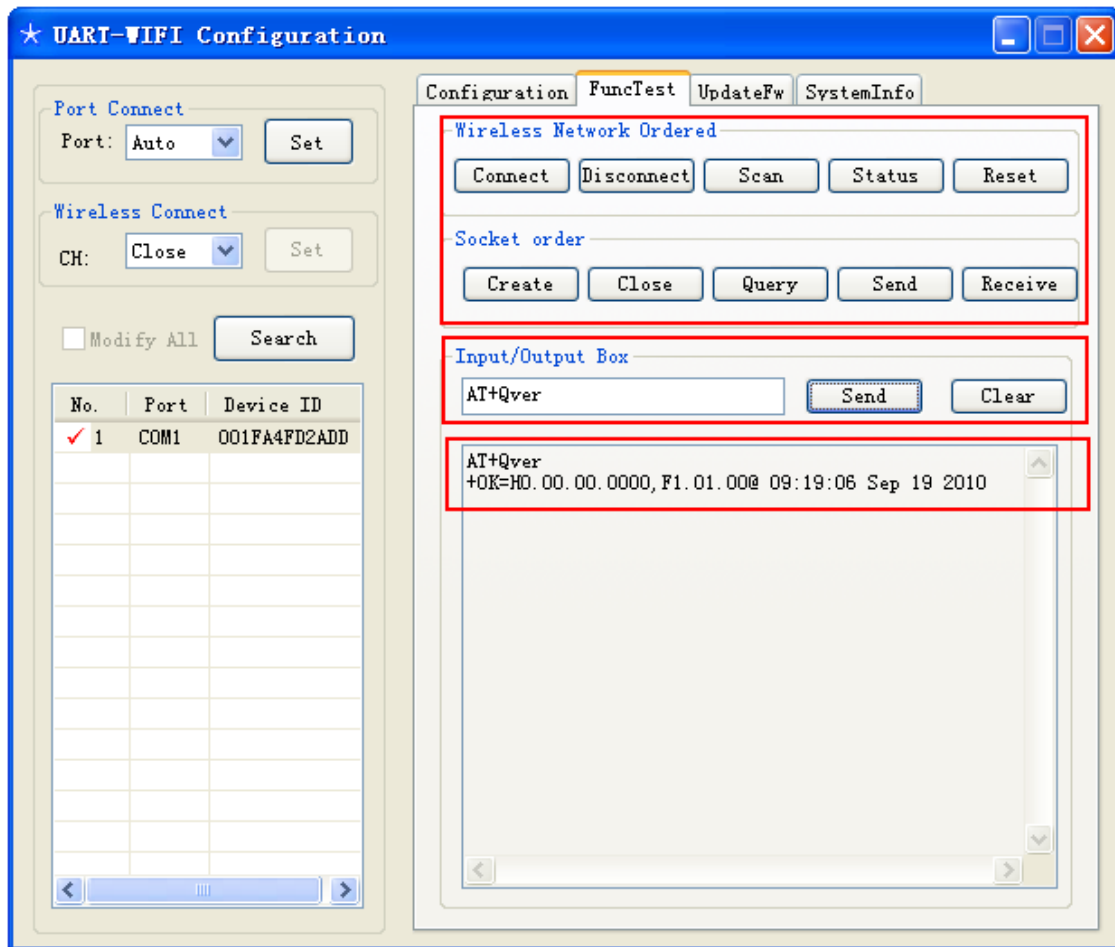 UART-WIFI Configuration
Port Connect
Port: Auto Set
Wireless Connect
CH: Close Set
Modify All Search
No. Port Device ID
1 COM1 001FA4FD2ADD
Configuration FuncTest UpdateFw SystemInfo
Wireless Network Ordered
Connect Disconnect Scan Status Reset
Socket order
Create Close Query Send Receive
Input/Output Box
AT+Qver Send Clear
AT+Qver
+OK=H0.00.00.0000,F1.01.00@ 09:19:06 Sep 19 2010